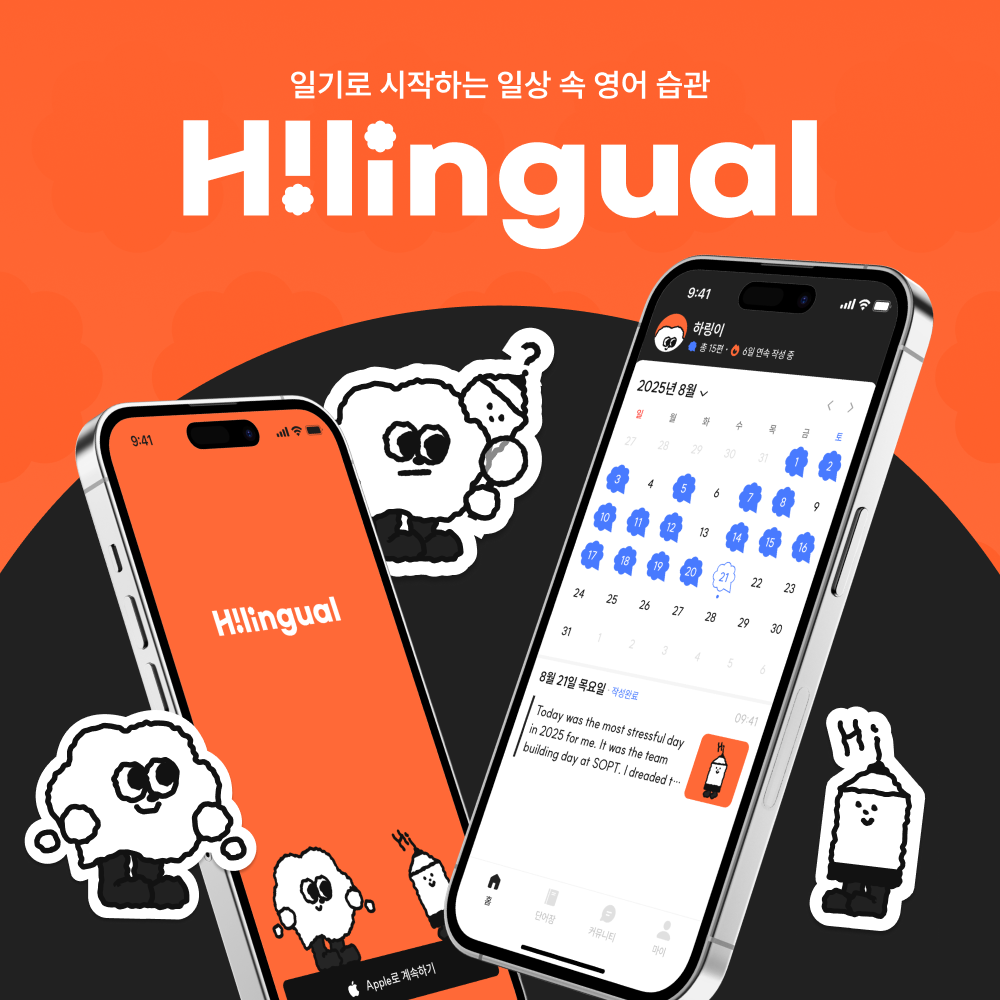 일기로 시작하는 일상 속 영어 습관
H!lingual
9:41
하링이
총 15편 · 6일 연속 작성 중
2025년 8월
일 월 화 수 목 금 토
27 28 29 30 31 1 2
3 4 5 6 7 8 9
10 11 12 13 14 15 16
17 18 19 20 21 22 23
24 25 26 27 28 29 30
31 1 2 3 4 5 6
8월 21일 목요일 · 작성완료
09:41
Today was the most stressful day
in 2025 for me. It was the team
building day at SOPT. I dreaded t...
Hi
홈 단어장 커뮤니티 마이
9:41
H!lingual
Hi
Apple로 계속하기
?
Hi